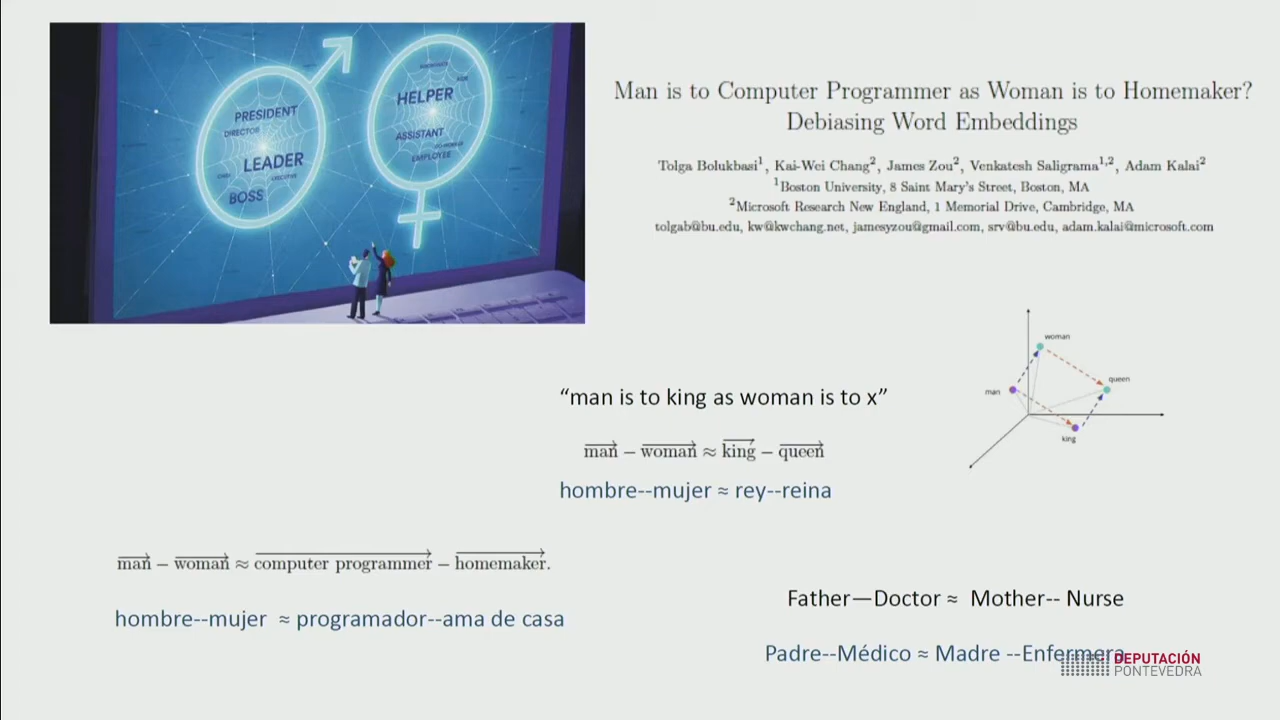 PRESIDENT
DIRECTOR
LEADER
EXECUTIVE
BOSS
HELPER
ASSISTANT
CO-WORKER
EMPLOYEE
Man is to Computer Programmer as Woman is to Homemaker?
Debiasing Word Embeddings
Tolga Bolukbasi¹, Kai-Wei Chang², James Zou², Venkatesh Saligrama¹,², Adam Kalai²
¹Boston University, 8 Saint Mary's Street, Boston, MA
²Microsoft Research New England, 1 Memorial Drive, Cambridge, MA
tolgab@bu.edu, kw@kwchang.net, jamesyzou@gmail.com, srv@bu.edu, adam.kalai@microsoft.com
woman
queen
man
king
“man is to king as woman is to x”
man − woman ≈ king − queen
hombre--mujer ≈ rey--reina
man − woman ≈ computer programmer − homemaker.
hombre--mujer ≈ programador--ama de casa
Father—Doctor ≈ Mother-- Nurse
Padre--Médico ≈ Madre --Enfermera
DEPUTACIÓN
PONTEVEDRA